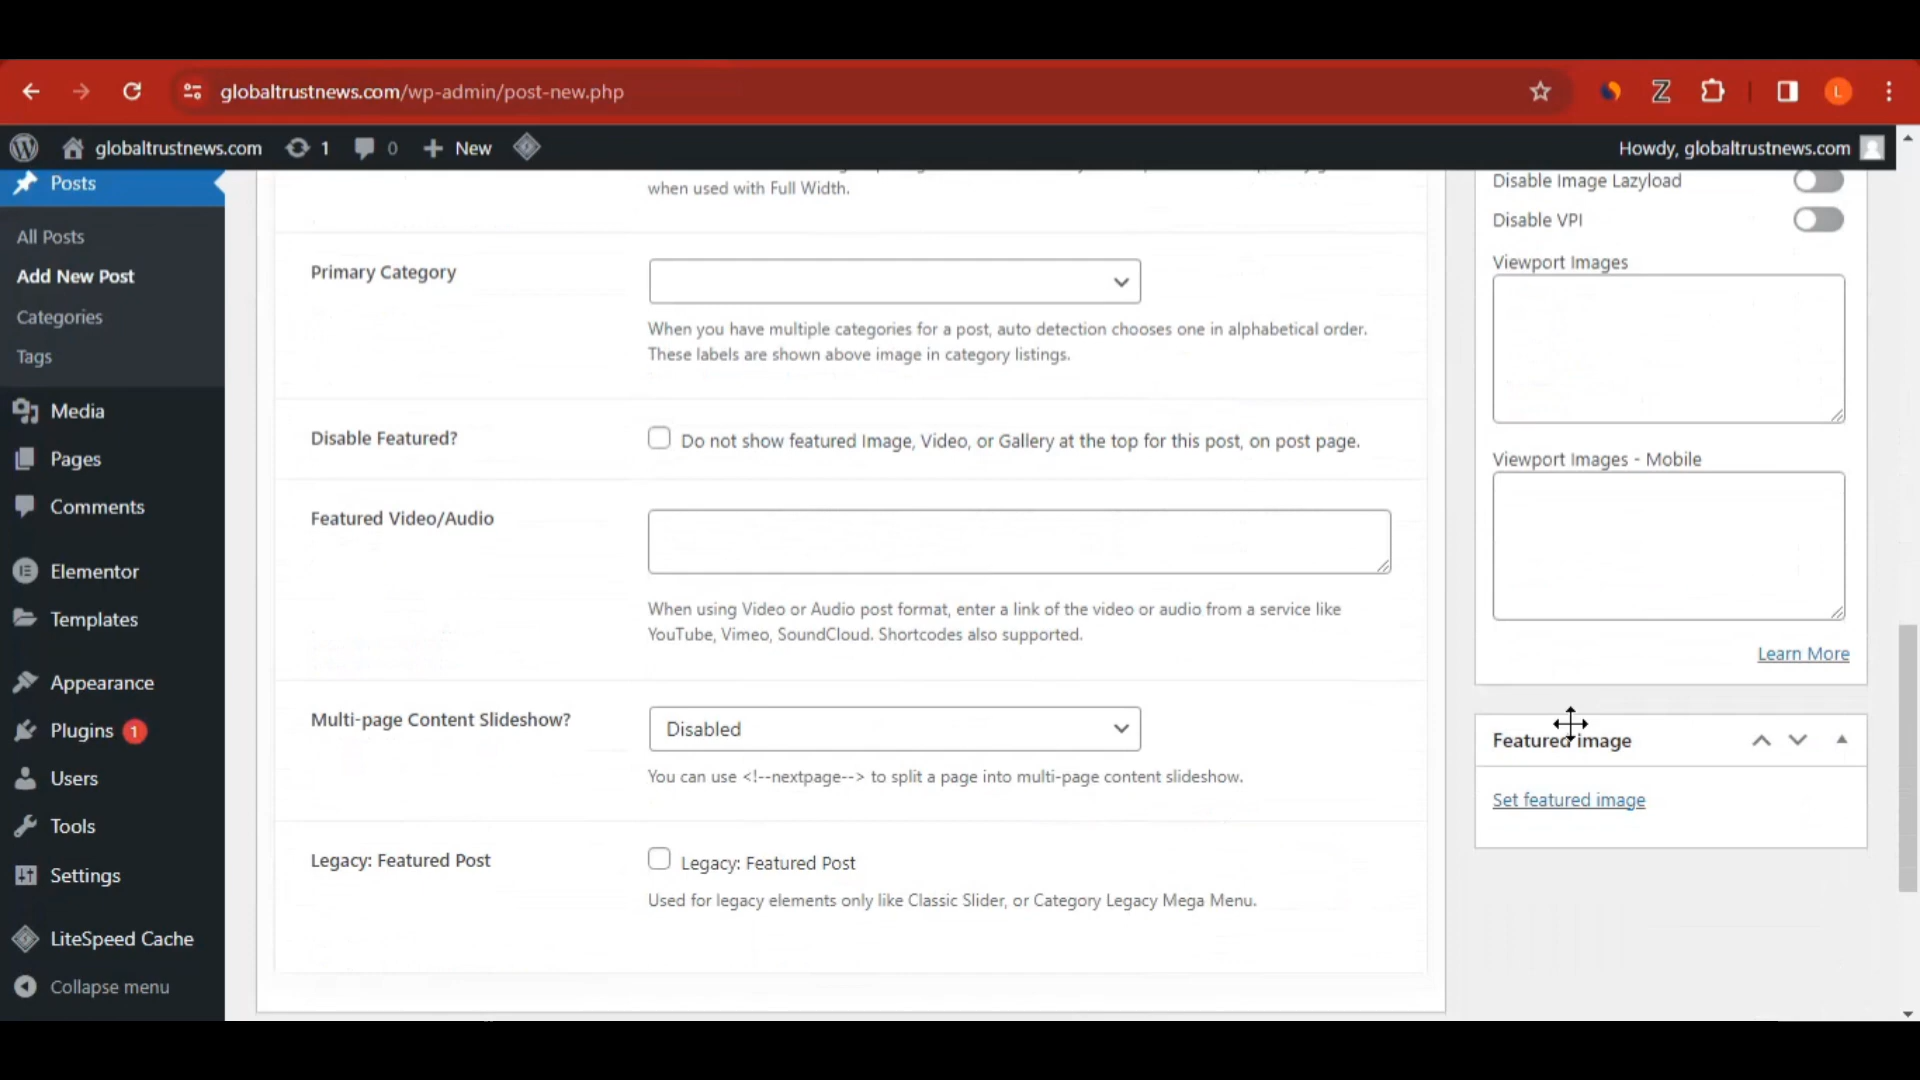 globaltrustnews.com/wp-admin/post-new.php
Z
L
globaltrustnews.com
1
0
New
Howdy, globaltrustnews.com
Posts
All Posts
Add New Post
Categories
Tags
Media
Pages
Comments
Elementor
Templates
Appearance
Plugins 1
Users
Tools
Settings
LiteSpeed Cache
Collapse menu
when used with Full Width.
Primary Category
When you have multiple categories for a post, auto detection chooses one in alphabetical order.
These labels are shown above image in category listings.
Disable Featured?
Do not show featured Image, Video, or Gallery at the top for this post, on post page.
Featured Video/Audio
When using Video or Audio post format, enter a link of the video or audio from a service like
YouTube, Vimeo, SoundCloud. Shortcodes also supported.
Multi-page Content Slideshow?
Disabled
You can use <!--nextpage--> to split a page into multi-page content slideshow.
Legacy: Featured Post
Legacy: Featured Post
Used for legacy elements only like Classic Slider, or Category Legacy Mega Menu.
Disable Image Lazyload
Disable VPI
Viewport Images
Viewport Images - Mobile
Learn More
Featured image
Set featured image